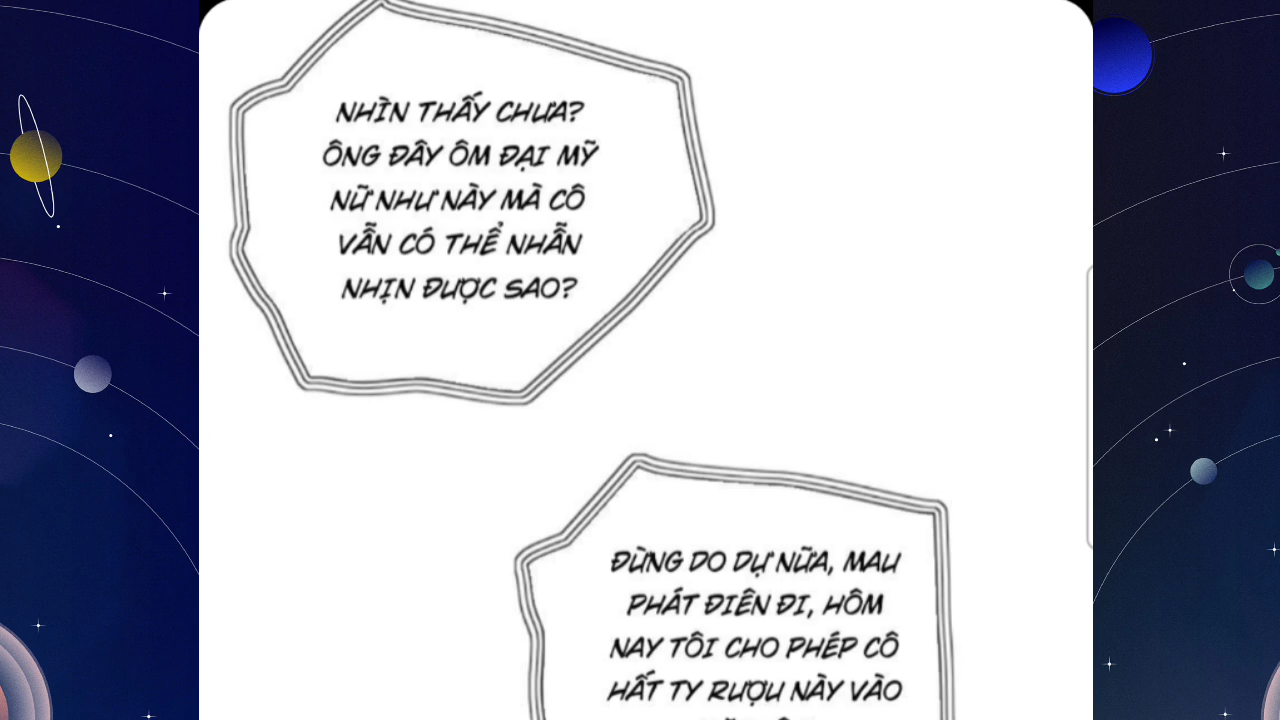 NHÌN THẤY CHƯA?
ÔNG ĐÂY ÔM ĐẠI MỸ
NỮ NHƯ NÀY MÀ CÔ
VẪN CÓ THỂ NHẪN
NHỊN ĐƯỢC SAO?
ĐỪNG DO DỰ NỮA, MAU
PHÁT ĐIÊN ĐI, HÔM
NAY TÔI CHO PHÉP CÔ
HẤT TY RƯỢU NÀY VÀO